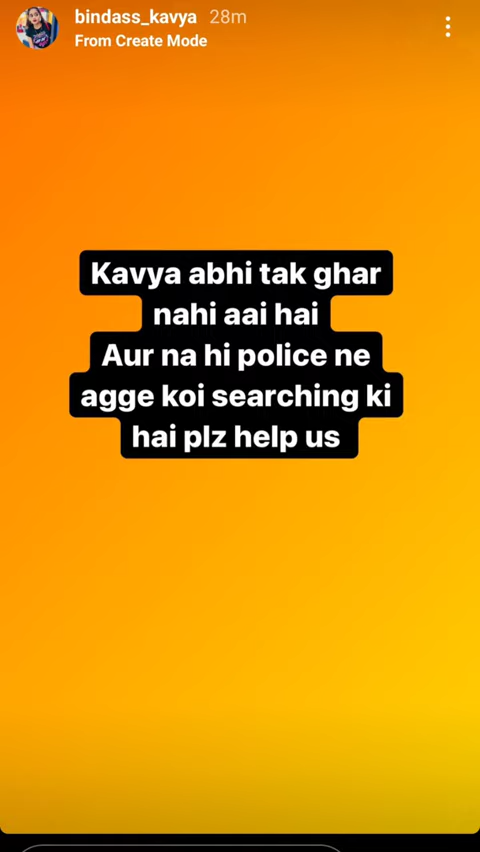 bindass_kavya 28m
From Create Mode
Kavya abhi tak ghar
nahi aai hai
Aur na hi police ne
agge koi searching ki
hai plz help us